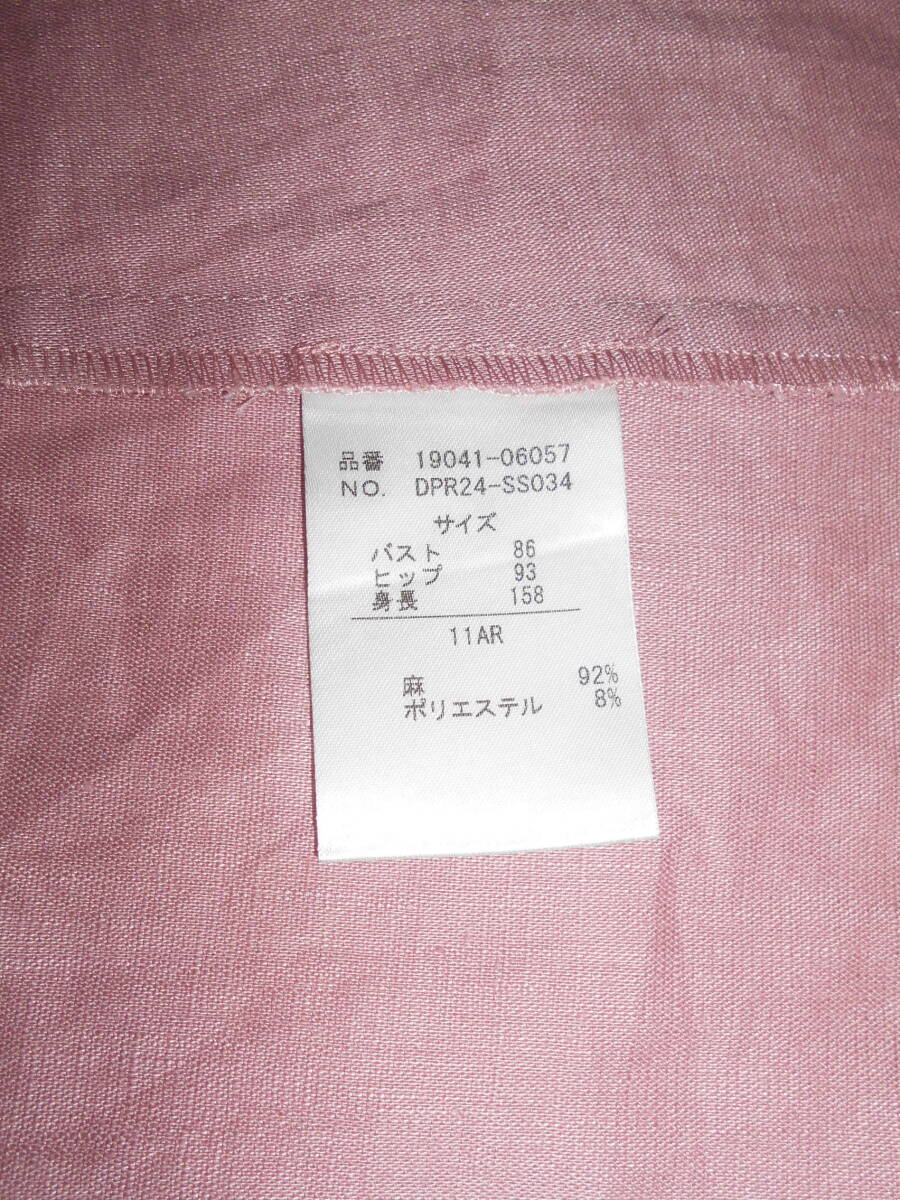 品番 19041-06057
NO. DPR24-SS034
サイズ
バスト 86
ヒップ 93
身長 158
11AR
麻 92%
ポリエステル 8%